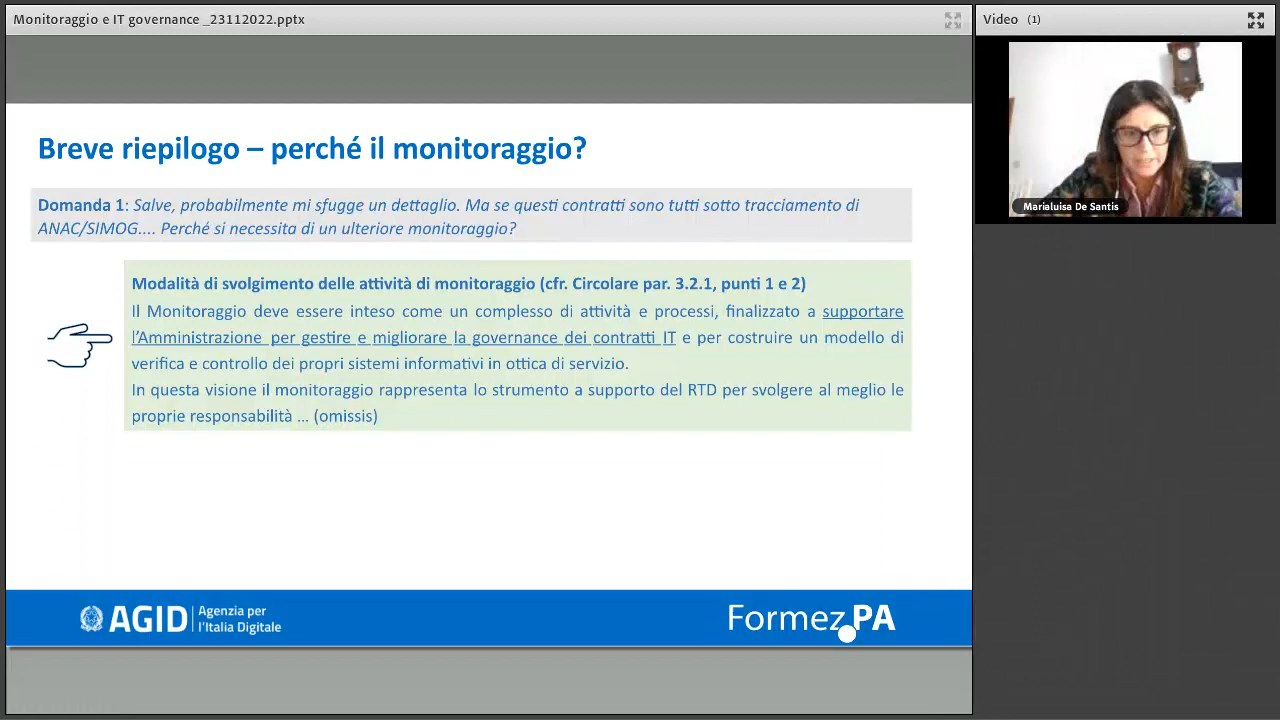 Monitoraggio e IT governance _23112022.pptx
Video (1)
Marialuisa De Santis
Breve riepilogo – perché il monitoraggio?
Domanda 1: Salve, probabilmente mi sfugge un dettaglio. Ma se questi contratti sono tutti sotto tracciamento di
ANAC/SIMOG.... Perché si necessita di un ulteriore monitoraggio?
Modalità di svolgimento delle attività di monitoraggio (cfr. Circolare par. 3.2.1, punti 1 e 2)
Il Monitoraggio deve essere inteso come un complesso di attività e processi, finalizzato a supportare
l'Amministrazione per gestire e migliorare la governance dei contratti IT e per costruire un modello di
verifica e controllo dei propri sistemi informativi in ottica di servizio.
In questa visione il monitoraggio rappresenta lo strumento a supporto del RTD per svolgere al meglio le
proprie responsabilità ... (omissis)
AGID
Agenzia per
l'Italia Digitale
Formez PA